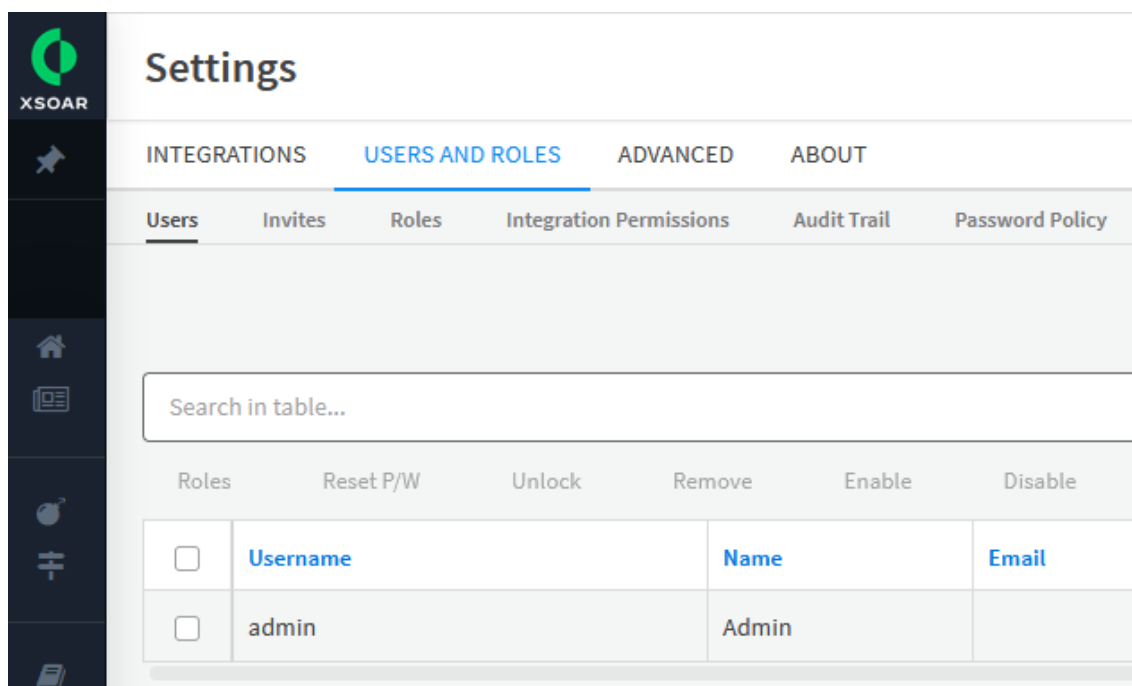 XSOAR
Settings
INTEGRATIONS USERS AND ROLES ADVANCED ABOUT
Users Invites Roles Integration Permissions Audit Trail Password Policy
Search in table...
Roles Reset P/W Unlock Remove Enable Disable
Username Name Email
admin Admin